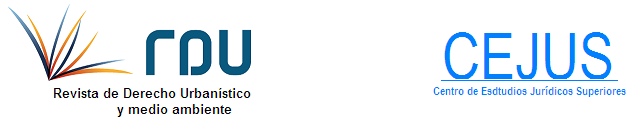 rdu
Revista de Derecho Urbanístico
y medio ambiente
CEJUS
Centro de Esdtudios Jurídicos Superiores